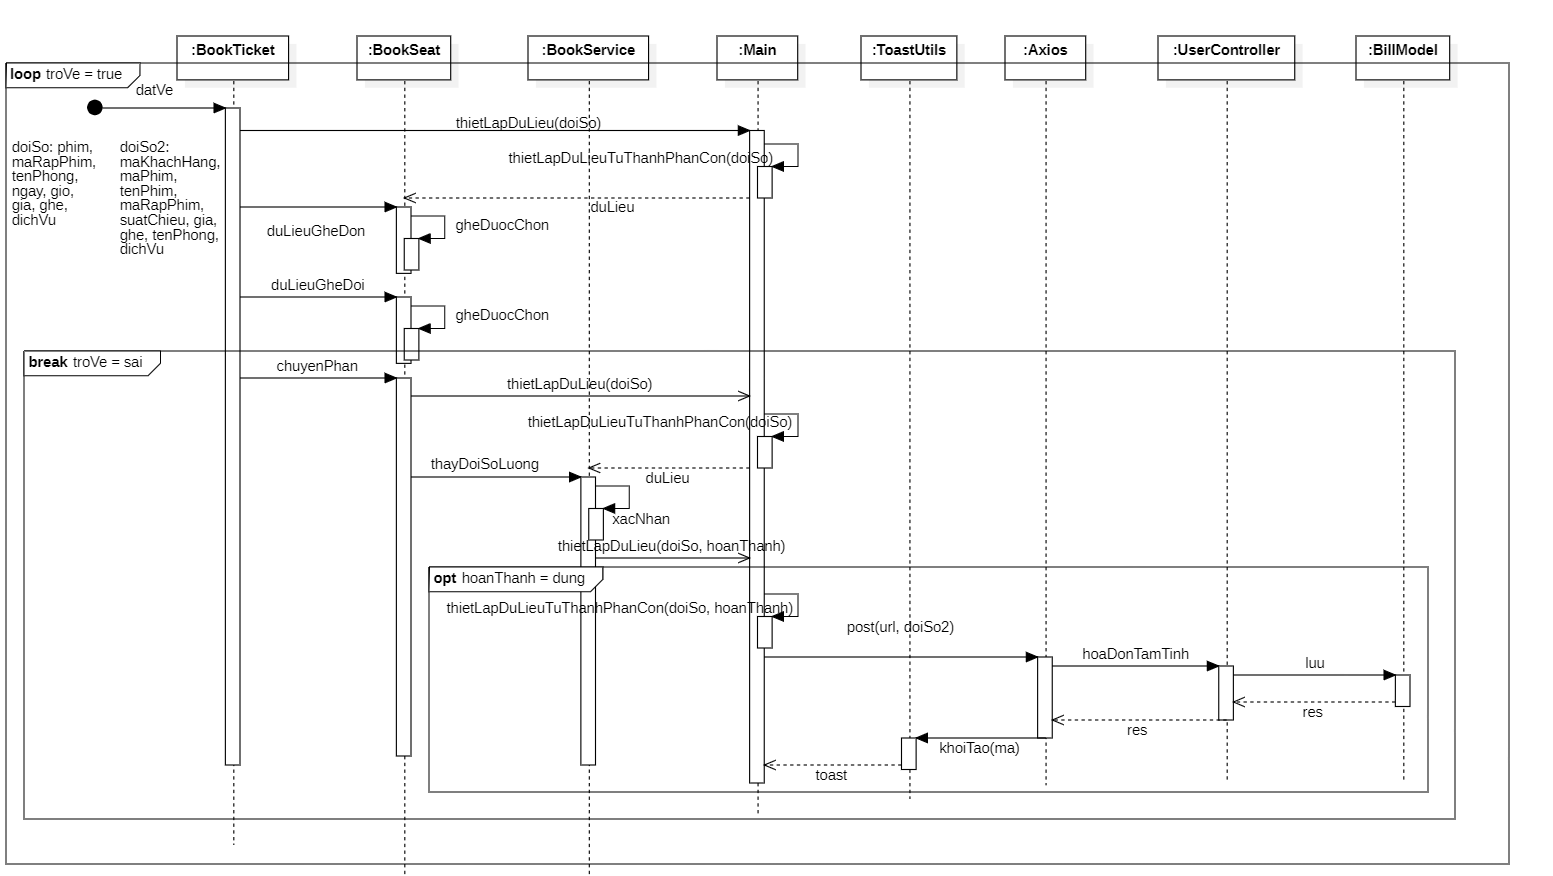 :BookTicket
:BookSeat
:BookService
:Main
:ToastUtils
:Axios
:UserController
:BillModel
loop troVe = true
datVe
thietLapDuLieu(doiSo)
doiSo: phim,
maRapPhim,
tenPhong,
ngay, gio,
gia, ghe,
dichVu
doiSo2:
maKhachHang,
maPhim,
tenPhim,
maRapPhim,
suatChieu, gia,
ghe, tenPhong,
dichVu
thietLapDuLieuTuThanhPhanCon(doiSo)
duLieu
duLieuGheDon
gheDuocChon
duLieuGheDoi
gheDuocChon
break troVe = sai
chuyenPhan
thietLapDuLieu(doiSo)
thietLapDuLieuTuThanhPhanCon(doiSo)
thayDoiSoLuong
duLieu
xacNhan
thietLapDuLieu(doiSo, hoanThanh)
opt hoanThanh = dung
thietLapDuLieuTuThanhPhanCon(doiSo, hoanThanh)
post(url, doiSo2)
hoaDonTamTinh
luu
res
res
khoiTao(ma)
toast